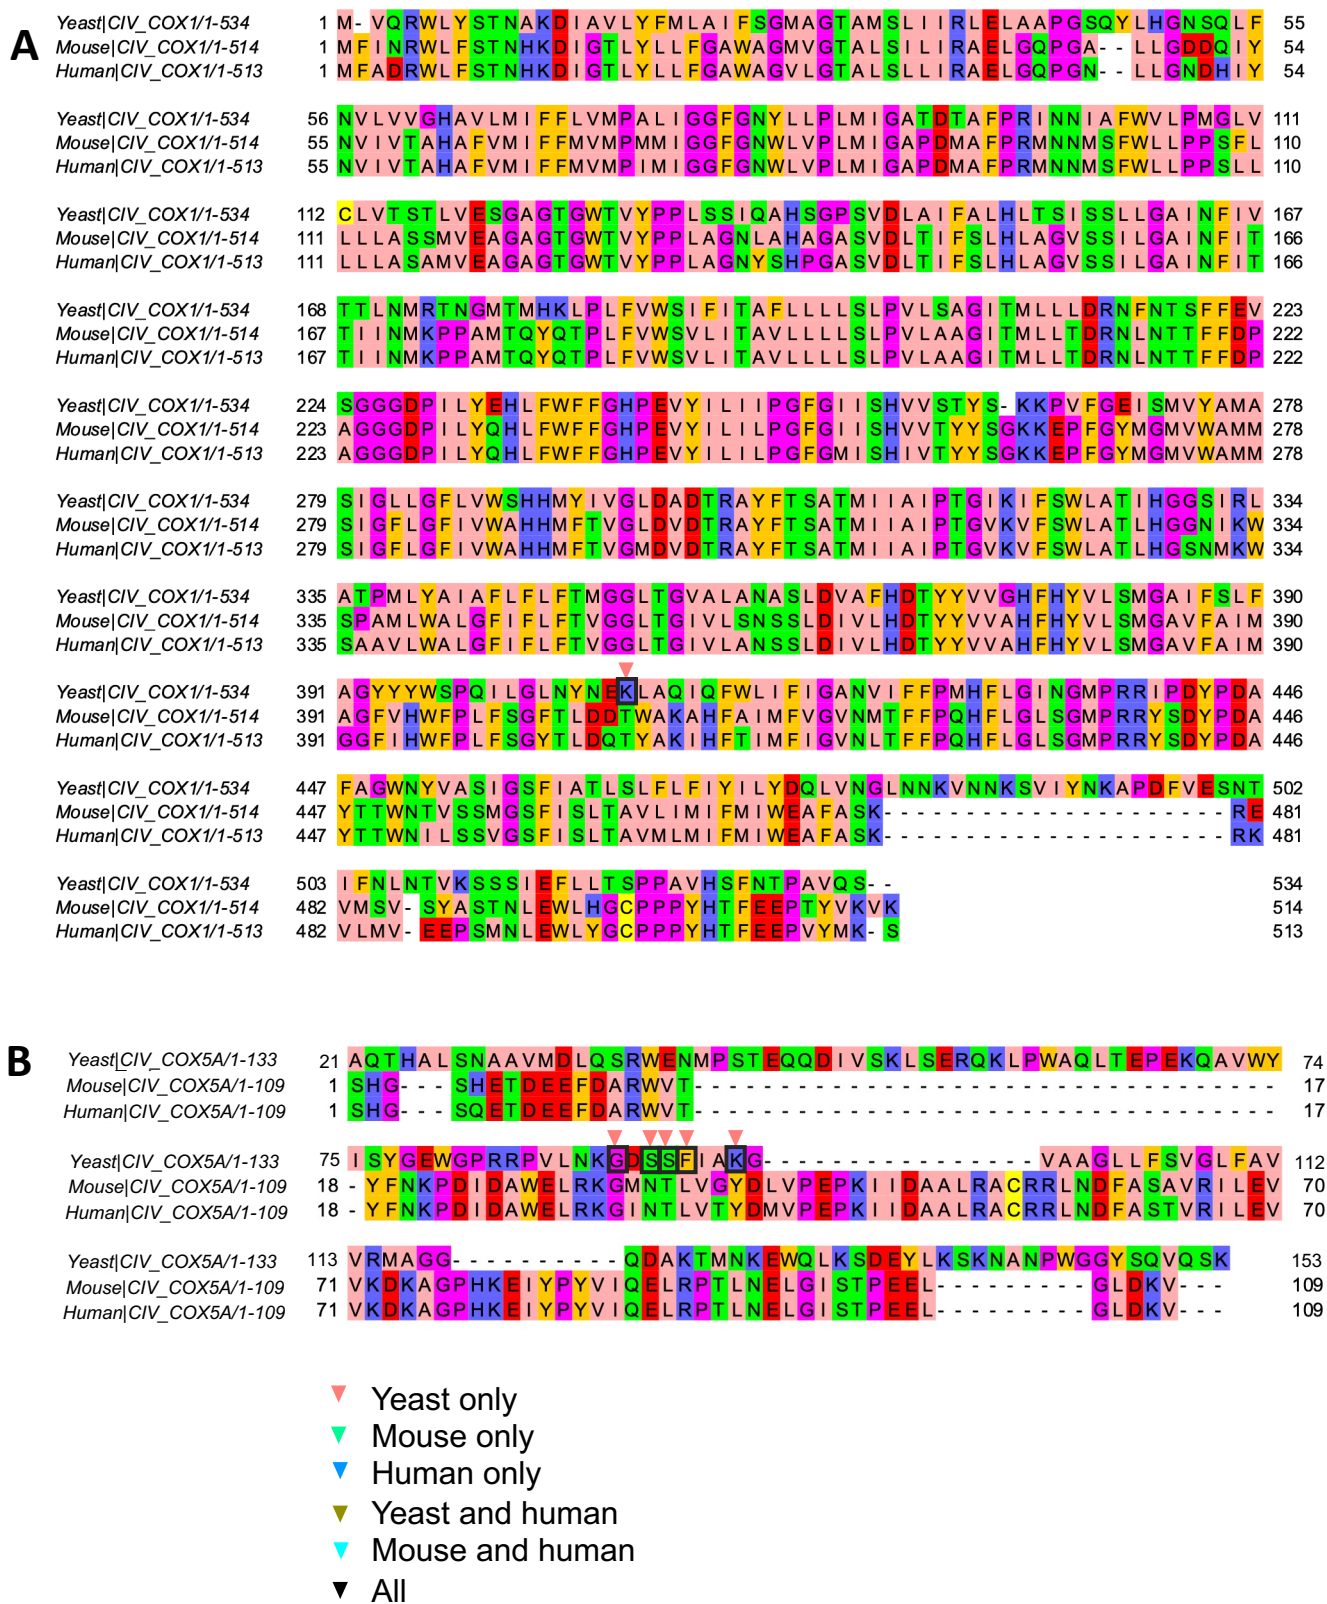 A
Yeast|CIV_COX1/1-534 1 M-VQRWLYSTNAKDIAVLYFMLAIFSGMAGTAMSLIIRLELAAPGSQYLHGNSQLF 55
Mouse|CIV_COX1/1-514 1 MFINRWLFSTNHKDIGTLYLLFGAWAGMVGTALSILIRAELGQPGA--LLGDDQIY 54
Human|CIV_COX1/1-513 1 MFADRWLFSTNHKDIGTLYLLFGAWAGVLGTALSLLIRAELGQPGN--LLGNDHIY 54
Yeast|CIV_COX1/1-534 56 NVLVVGHAVLMIFFLVMPALIGGFGNYLLPLMIGATDTAFPRINNIAFWVLPMGLV 111
Mouse|CIV_COX1/1-514 55 NVIVTAHAFVMIFFMVMPMMIGGFGNWLVPLMIGAPDMAFPRMNNMSFWLLPPSFL 110
Human|CIV_COX1/1-513 55 NVIVTAHAFVMIFFMVMPIMIGGFGNWLVPLMIGAPDMAFPRMNNMSFWLLPPSLL 110
Yeast|CIV_COX1/1-534 112 CLVTSTLVESGAGTGWTVYPPLSSIQAHSGPSVDLAIFALHLTSISSLLGAINFIV 167
Mouse|CIV_COX1/1-514 111 LLLASSMVEAGAGTGWTVYPPLAGNLAHAGASVDLTIFSLHLAGVSSILGAINFIT 166
Human|CIV_COX1/1-513 111 LLLASAMVEAGAGTGWTVYPPLAGNYSHPGASVDLTIFSLHLAGVSSILGAINFIT 166
Yeast|CIV_COX1/1-534 168 TTLNMRTNGMTMHKLPLFVWSIFITAFLLLLSLPVLSAGITMLLLDRNFNTSFFEV 223
Mouse|CIV_COX1/1-514 167 TIINMKPPAMTQYQTPLFVWSVLITAVLLLLSLPVLAAGITMLLTDRNLNTTFFDP 222
Human|CIV_COX1/1-513 167 TIINMKPPAMTQYQTPLFVWSVLITAVLLLLSLPVLAAGITMLLTDRNLNTTFFDP 222
Yeast|CIV_COX1/1-534 224 SGGGDPILYEHLFWFFGHPEVYILIIPGFGIISHVVSTYS-KKPVFGEISMVYAMA 278
Mouse|CIV_COX1/1-514 223 AGGGDPILYQHLFWFFGHPEVYILILPGFGIISHVVTYYSGKKEPFGYMGMVWAMM 278
Human|CIV_COX1/1-513 223 AGGGDPILYQHLFWFFGHPEVYILILPGFGMISHIVTYYSGKKEPFGYMGMVWAMM 278
Yeast|CIV_COX1/1-534 279 SIGLLGFLVWSHHMYIVGLDADTRAYFTSATMIIAIPTGIKIFSWLATIHGGSIRL 334
Mouse|CIV_COX1/1-514 279 SIGFLGFIVWAHHMFTVGLDVDTRAYFTSATMIIAIPTGVKVFSWLATLHGGNIKW 334
Human|CIV_COX1/1-513 279 SIGFLGFIVWAHHMFTVGMDVDTRAYFTSATMIIAIPTGVKVFSWLATLHGSNMKW 334
Yeast|CIV_COX1/1-534 335 ATPMLYAIAFLFLFTMGGLTGVALANASLDVAFHDTYYVVGHFHYVLSMGAIFSLF 390
Mouse|CIV_COX1/1-514 335 SPAMLWALGFIFLFTVGGLTGIVLSNSSLDIVLHDTYYVVAHFHYVLSMGAVFAIM 390
Human|CIV_COX1/1-513 335 SAAVLWALGFIFLFTVGGLTGIVLANSSLDIVLHDTYYVVAHFHYVLSMGAVFAIM 390
Yeast|CIV_COX1/1-534 391 AGYYYWSPQILGLNYNEKLAQIQFWLIFIGANVIFFPMHFLGINGMPRRIPDYPDA 446
Mouse|CIV_COX1/1-514 391 AGFVHWFPLFSGFTLDDTWAKAHFAIMFVGVNMTFFPQHFLGLSGMPRRYSDYPDA 446
Human|CIV_COX1/1-513 391 GGFIHWFPLFSGYTLDQTYAKIHFTIMFIGVNLTFFPQHFLGLSGMPRRYSDYPDA 446
Yeast|CIV_COX1/1-534 447 FAGWNYVASIGSFIATLSLFLFIYILYDQLVNGLNNKVNNKSVIYNKAPDFVESNT 502
Mouse|CIV_COX1/1-514 447 YTTWNTVSSMGSFISLTAVLIMIFMIWEAFASK---------------------RE 481
Human|CIV_COX1/1-513 447 YTTWNILSSVGSFISLTAVMLMIFMIWEAFASK---------------------RK 481
Yeast|CIV_COX1/1-534 503 IFNLNTVKSSSIEFLLTSPPAVHSFNTPAVQS-- 534
Mouse|CIV_COX1/1-514 482 VMSV-SYASTNLEWLHGCPPPYHTFEEPTYVKVK 514
Human|CIV_COX1/1-513 482 VLMV-EEPSMNLEWLYGCPPPYHTFEEPVYMK-S 513
B
Yeast|CIV_COX5A/1-133 21 AQTHALSNAAVMDLQSRWENMPSTEQQDIVSKLSERQKLPWAQLTEPEKQAVWY 74
Mouse|CIV_COX5A/1-109 1 SHG---SHETDEEFDARWVT---------------------------------- 17
Human|CIV_COX5A/1-109 1 SHG---SQETDEEFDARWVT---------------------------------- 17
Yeast|CIV_COX5A/1-133 75 ISYGEWGPRRPVLNKGDSSFIAKG----------------VAAGLLFSVGLFAV 112
Mouse|CIV_COX5A/1-109 18 -YFNKPDIDAWELRKGMNTLVGYDLVPEPKIIDAALRACRRLNDFASAVRILEV 70
Human|CIV_COX5A/1-109 18 -YFNKPDIDAWELRKGINTLVTYDMVPEPKIIDAALRACRRLNDFASTVRILEV 70
Yeast|CIV_COX5A/1-133 113 VRMAGG----------QDAKTMNKEWQLKSDEYLKSKNANPWGGYSQVQSK 153
Mouse|CIV_COX5A/1-109 71 VKDKAGPHKEIYPYVIQELRPTLNELGISTPEEL---------GLDKV--- 109
Human|CIV_COX5A/1-109 71 VKDKAGPHKEIYPYVIQELRPTLNELGISTPEEL---------GLDKV--- 109
Yeast only
Mouse only
Human only
Yeast and human
Mouse and human
All